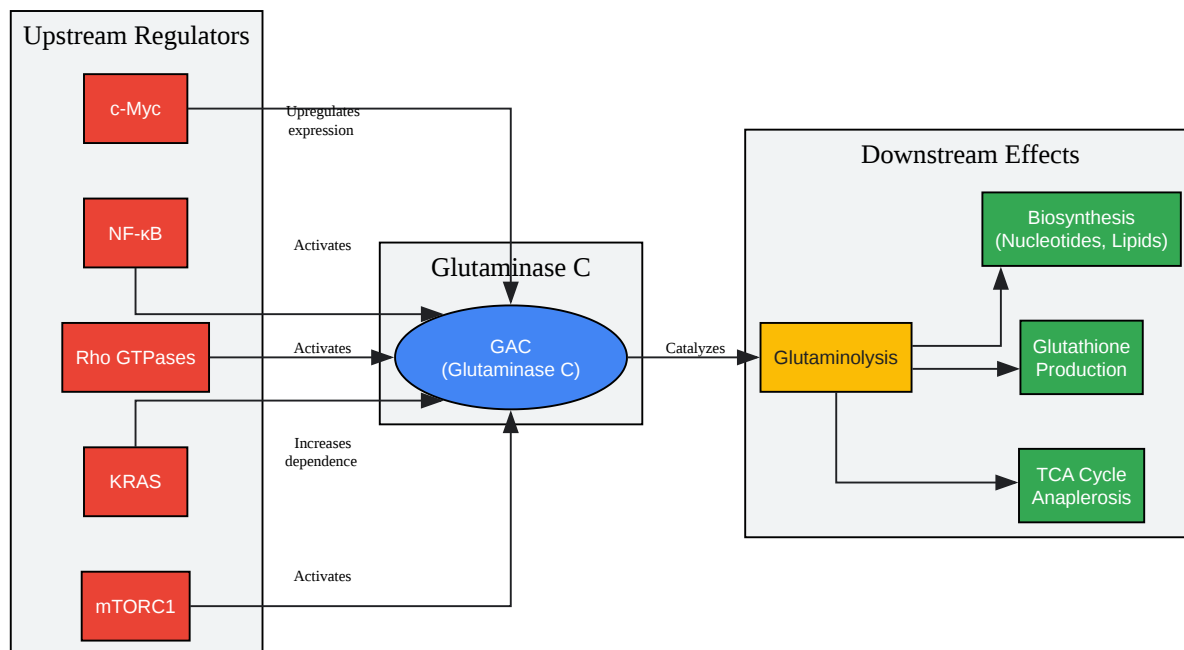 Upstream Regulators
c-Myc
Upregulates
expression
NF-κB
Activates
Rho GTPases
Activates
KRAS
Increases
dependence
mTORC1
Activates
Glutaminase C
GAC
(Glutaminase C)
Catalyzes
Downstream Effects
Glutaminolysis
Biosynthesis
(Nucleotides, Lipids)
Glutathione
Production
TCA Cycle
Anaplerosis